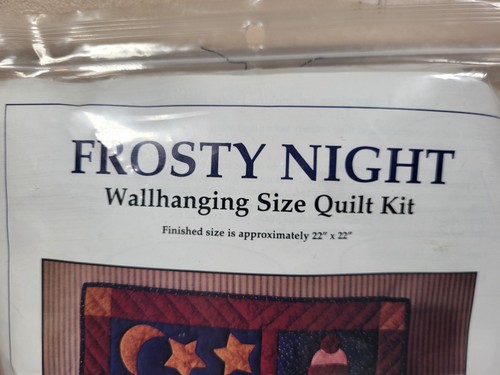 FROSTY NIGHT
Wallhanging Size Quilt Kit
Finished size is approximately 22" x 22"